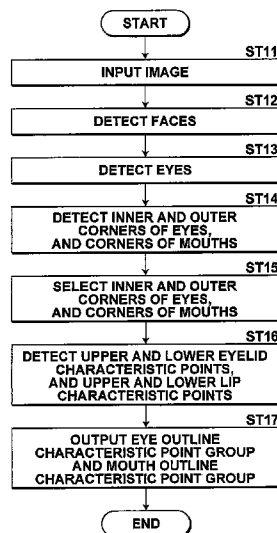 START
ST11
INPUT IMAGE
ST12
DETECT FACES
ST13
DETECT EYES
ST14
DETECT INNER AND OUTER
CORNERS OF EYES,
AND CORNERS OF MOUTHS
ST15
SELECT INNER AND OUTER
CORNERS OF EYES,
AND CORNERS OF MOUTHS
ST16
DETECT UPPER AND LOWER EYELID
CHARACTERISTIC POINTS,
AND UPPER AND LOWER LIP
CHARACTERISTIC POINTS
ST17
OUTPUT EYE OUTLINE
CHARACTERISTIC POINT GROUP
AND MOUTH OUTLINE
CHARACTERISTIC POINT GROUP
END